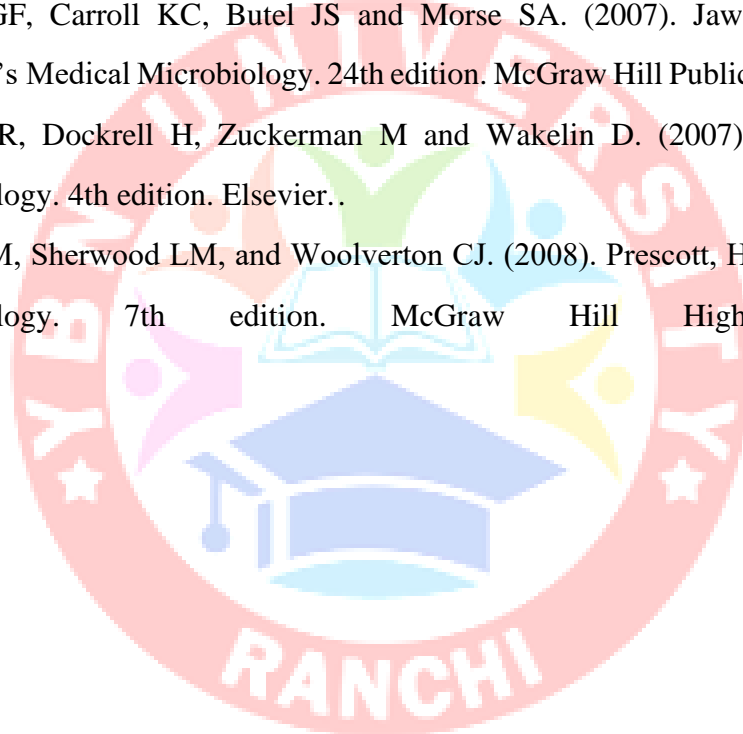 GF, Carroll KC, Butel JS and Morse SA. (2007). Jaw
’s Medical Microbiology. 24th edition. McGraw Hill Public
R, Dockrell H, Zuckerman M and Wakelin D. (2007)
logy. 4th edition. Elsevier..
M, Sherwood LM, and Woolverton CJ. (2008). Prescott, H
logy. 7th edition. McGraw Hill High
YBN UNIVERSITY
RANCHI